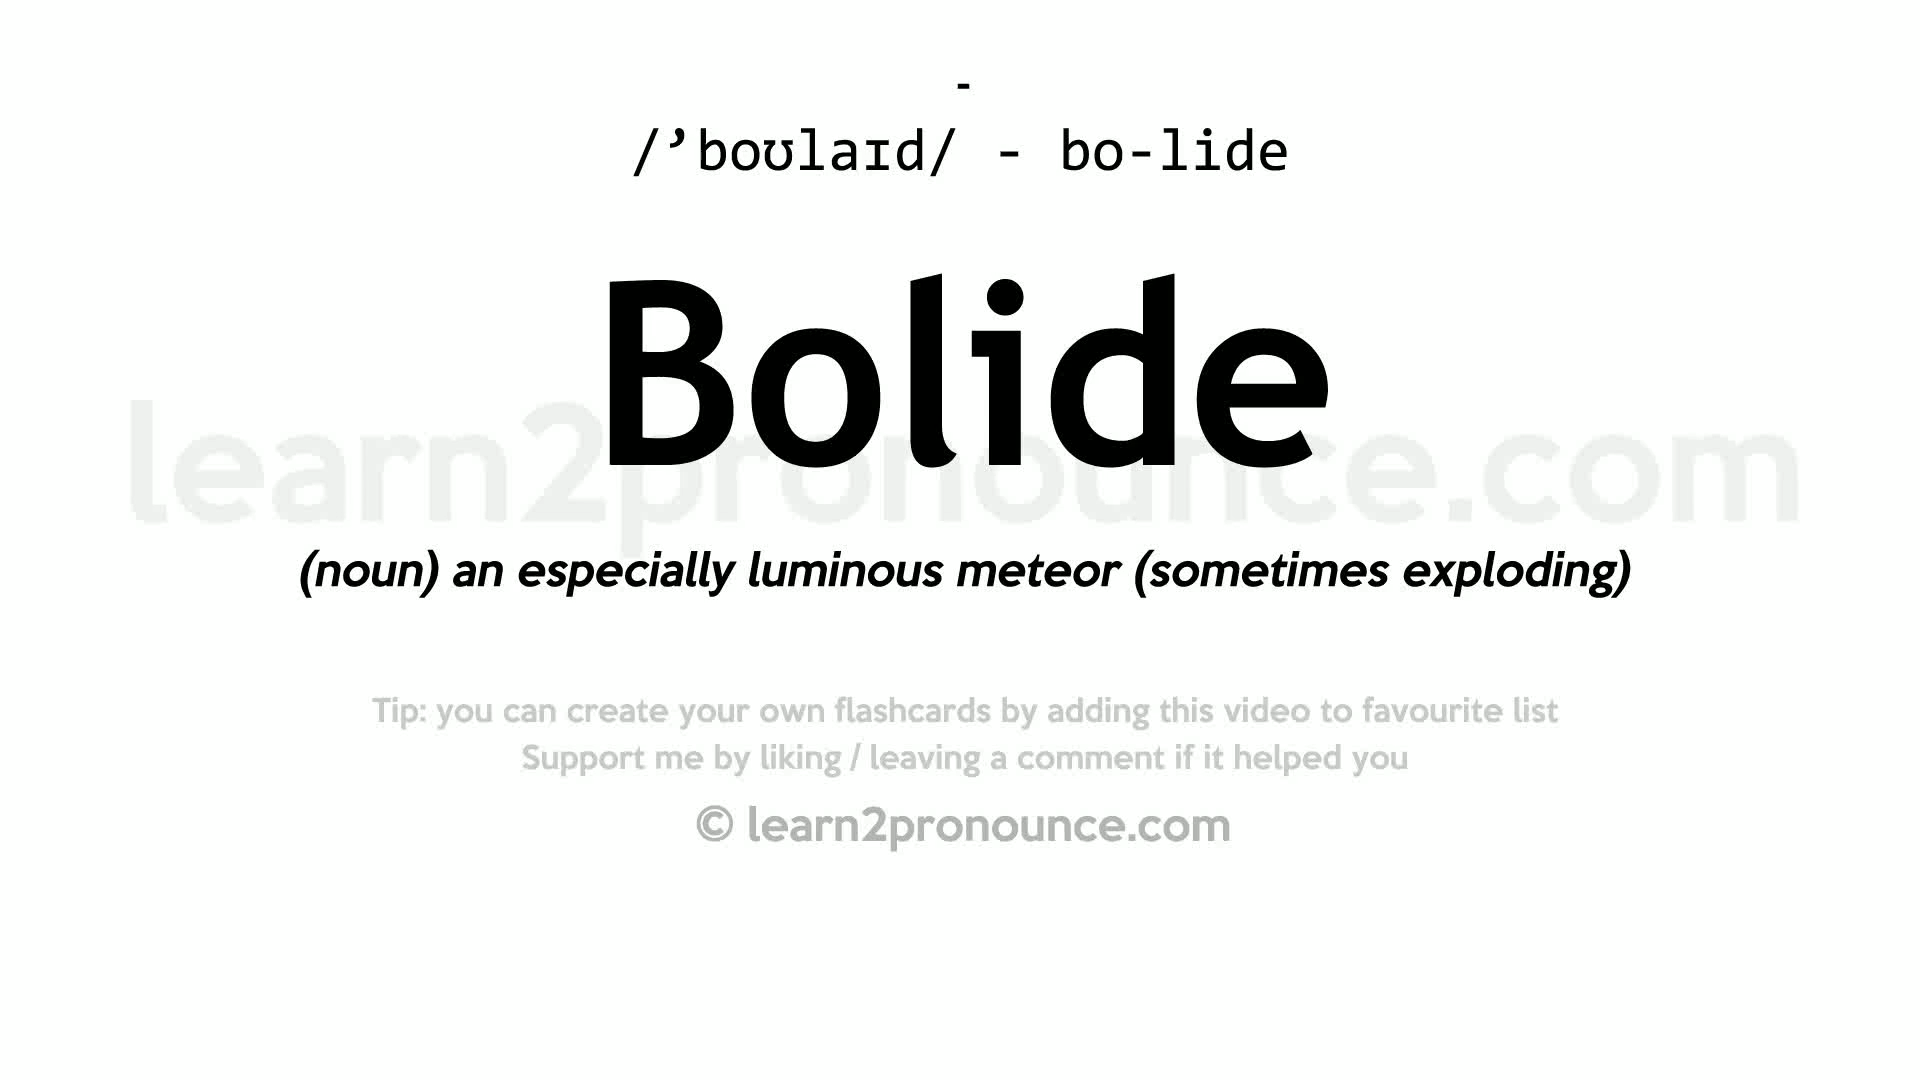 -
/’boʊlaɪd/ - bo-lide
Bolide
learn2pronounce.com
(noun) an especially luminous meteor (sometimes exploding)
Tip: you can create your own flashcards by adding this video to favourite list
Support me by liking / leaving a comment if it helped you
© learn2pronounce.com